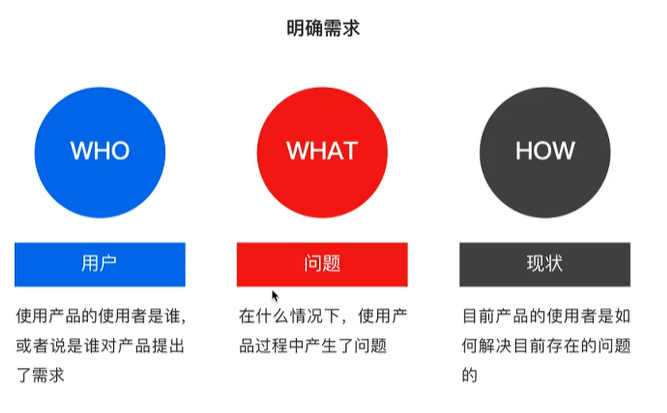 明确需求
WHO
WHAT
HOW
用户
问题
现状
使用产品的使用者是谁,
或者说是谁对产品提出
了需求
在什么情况下，使用产
品过程中产生了问题
目前产品的使用者是如
何解决目前存在的问题
的